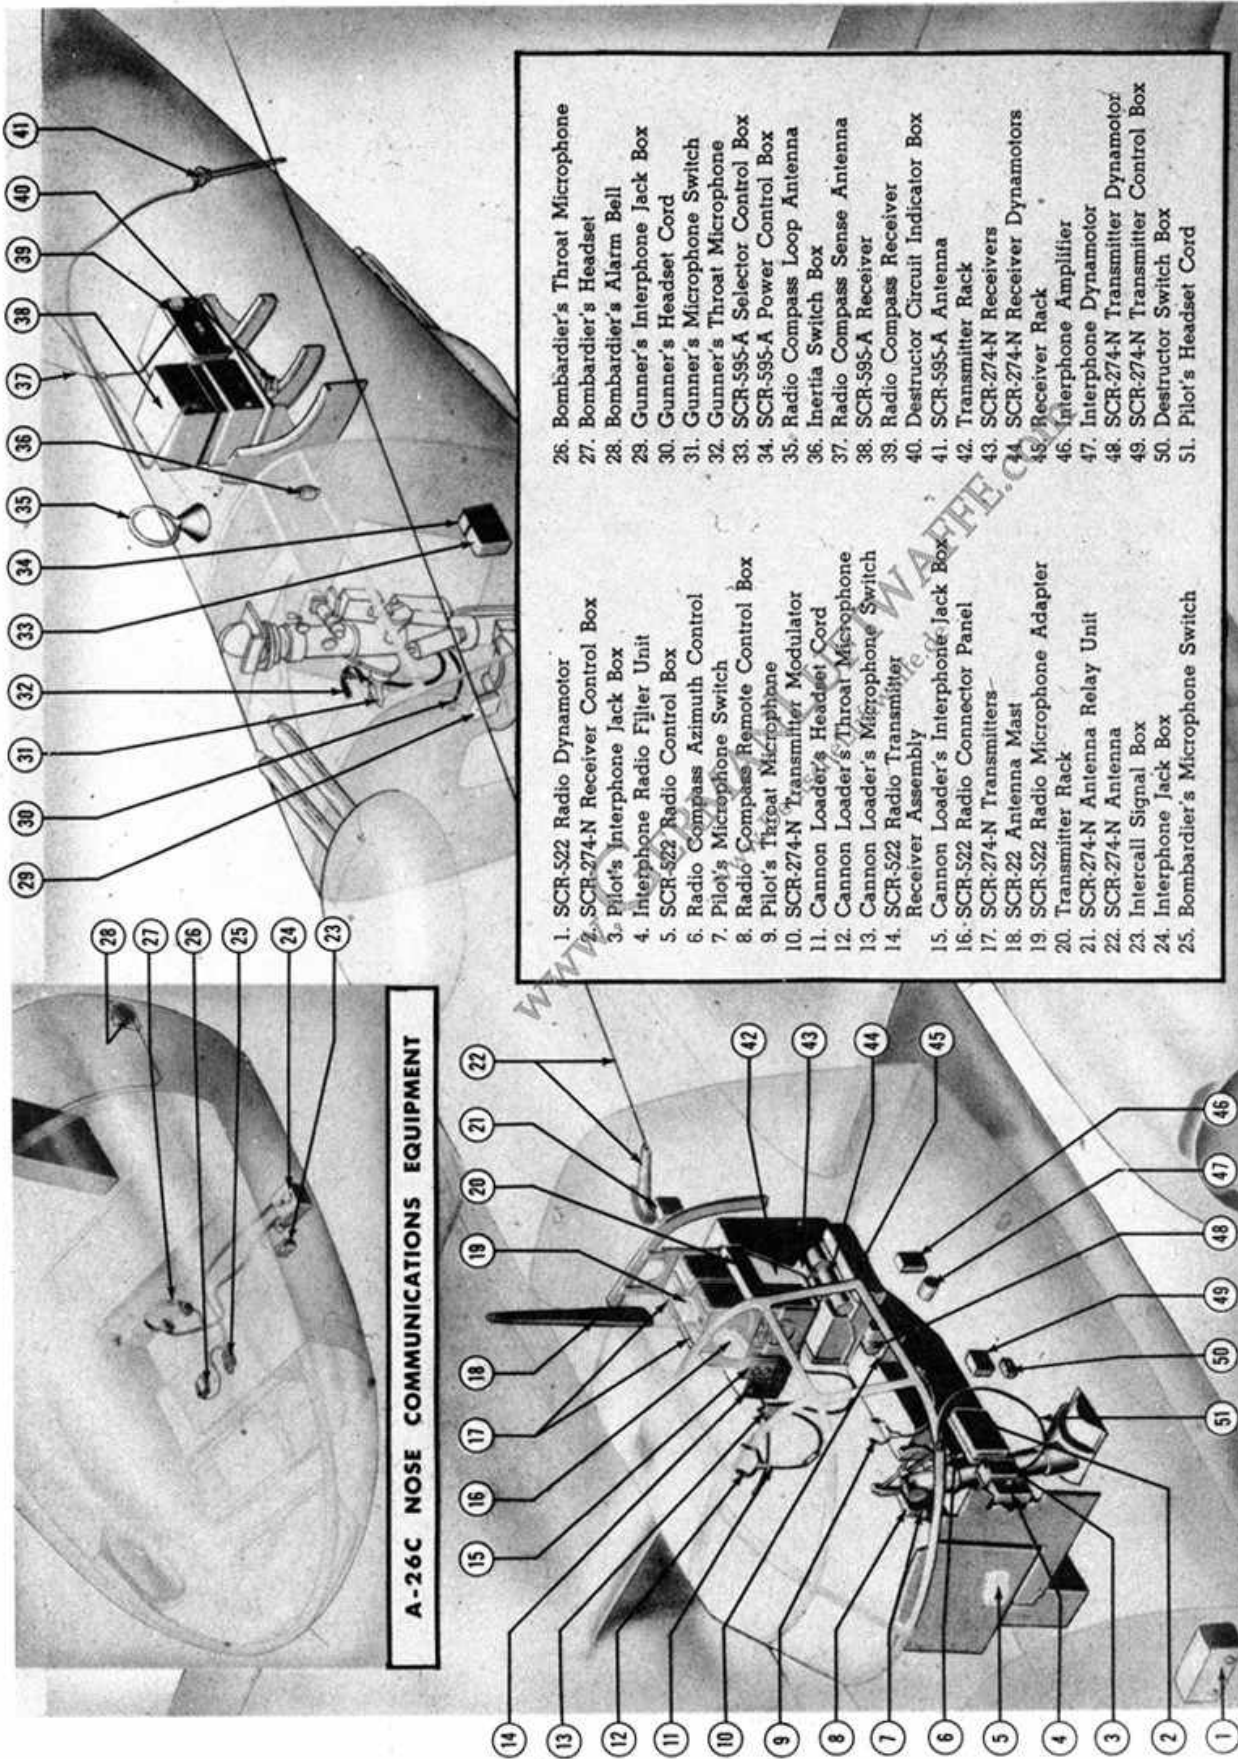 A-26C NOSE COMMUNICATIONS EQUIPMENT
1. SCR-522 Radio Dynamotor
2. SCR-274-N Receiver Control Box
3. Pilot's Interphone Jack Box
4. Interphone Radio Filter Unit
5. SCR-522 Radio Control Box
6. Radio Compass Azimuth Control
7. Pilot's Microphone Switch
8. Radio Compass Remote Control Box
9. Pilot's Throat Microphone
10. SCR-274-N Transmitter Modulator
11. Cannon Loader's Headset Cord
12. Cannon Loader's Throat Microphone
13. Cannon Loader's Microphone Switch
14. SCR-522 Radio Transmitter
Receiver Assembly
15. Cannon Loader's Interphone Jack Box
16. SCR-522 Radio Connector Panel
17. SCR-274-N Transmitters
18. SCR-22 Antenna Mast
19. SCR-522 Radio Microphone Adapter
20. Transmitter Rack
21. SCR-274-N Antenna Relay Unit
22. SCR-274-N Antenna
23. Intercall Signal Box
24. Interphone Jack Box
25. Bombardier's Microphone Switch
26. Bombardier's Throat Microphone
27. Bombardier's Headset
28. Bombardier's Alarm Bell
29. Gunner's Interphone Jack Box
30. Gunner's Headset Cord
31. Gunner's Microphone Switch
32. Gunner's Throat Microphone
33. SCR-595-A Selector Control Box
34. SCR-595-A Power Control Box
35. Radio Compass Loop Antenna
36. Inertia Switch Box
37. Radio Compass Sense Antenna
38. SCR-595-A Receiver
39. Radio Compass Receiver
40. Destructor Circuit Indicator Box
41. SCR-595-A Antenna
42. Transmitter Rack
43. SCR-274-N Receivers
44. SCR-274-N Receiver Dynamotors
45. Receiver Rack
46. Interphone Amplifier
47. Interphone Dynamotor
48. SCR-274-N Transmitter Dynamotor
49. SCR-274-N Transmitter Control Box
50. Destructor Switch Box
51. Pilot's Headset Cord
28
27
26
25
24
23
29
30
31
32
33
34
35
36
37
38
39
40
41
14
13
12
11
10
9
8
7
6
5
4
3
2
1
15
16
17
18
19
20
21
22
42
43
44
45
46
47
48
49
50
51
www.GERMANLUFTWAFFE.com